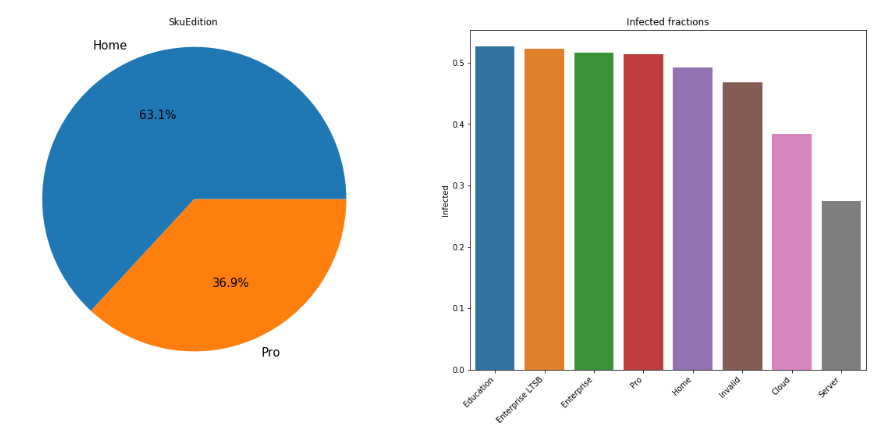 SkuEdition
Home
63.1%
36.9%
Pro
Infected fractions
Infected
0.5
0.4
0.3
0.2
0.1
0.0
Education
Enterprise LTSB
Enterprise
Pro
Home
Invalid
Cloud
Server